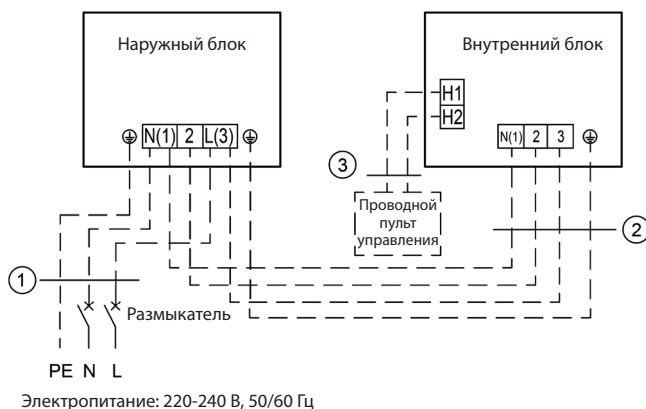 Наружный блок
Внутренний блок
H1
H2
N(1) 2 L(3)
N(1) 2 3
3
Проводной
пульт
управления
2
1
Размыкатель
PE N L
Электропитание: 220-240 В, 50/60 Гц